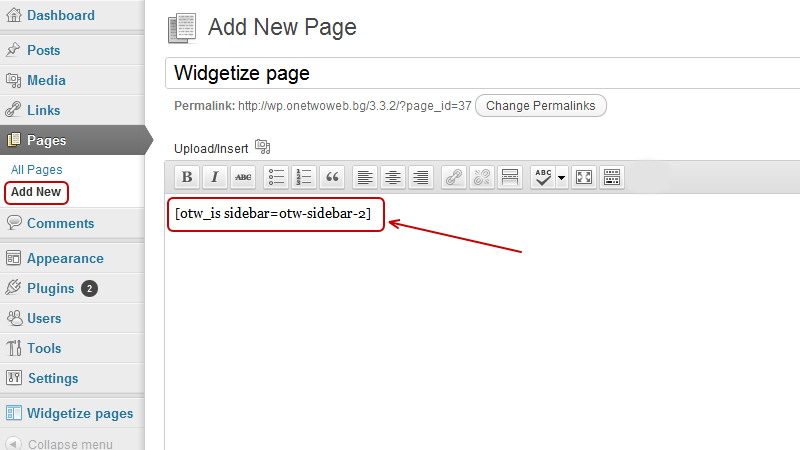 Dashboard
Posts
Media
Links
Pages
All Pages
Add New
Comments
Appearance
Plugins 2
Users
Tools
Settings
Widgetize pages
Collapse menu
Add New Page
Widgetize page
Permalink: http://wp.onetwoweb.bg/3.3.2/?page_id=37 Change Permalinks
Upload/Insert
B I ABC ABC
[otw_is sidebar=otw-sidebar-2]